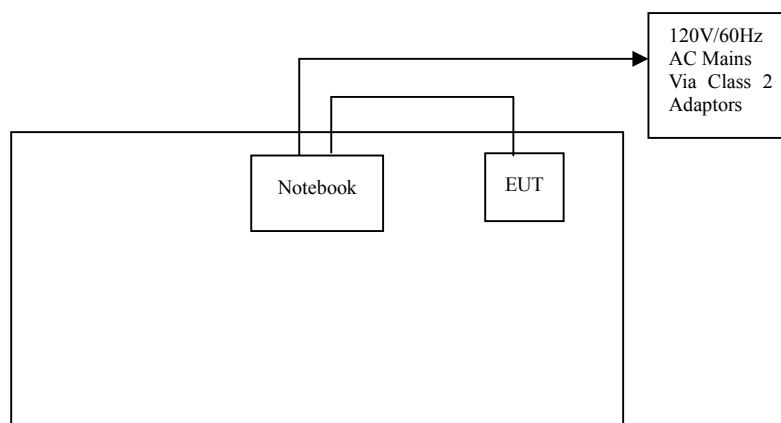 120V/60Hz
AC Mains
Via Class 2
Adaptors
Notebook
EUT